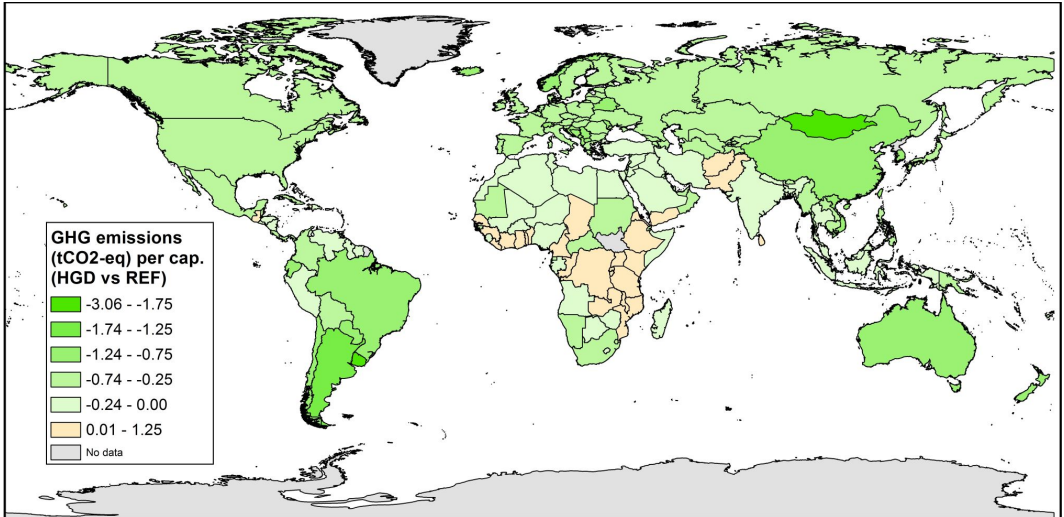 GHG emissions
(tCO2-eq) per cap.
(HGD vs REF)
-3.06 - -1.75
-1.74 - -1.25
-1.24 - -0.75
-0.74 - -0.25
-0.24 - 0.00
0.01 - 1.25
No data